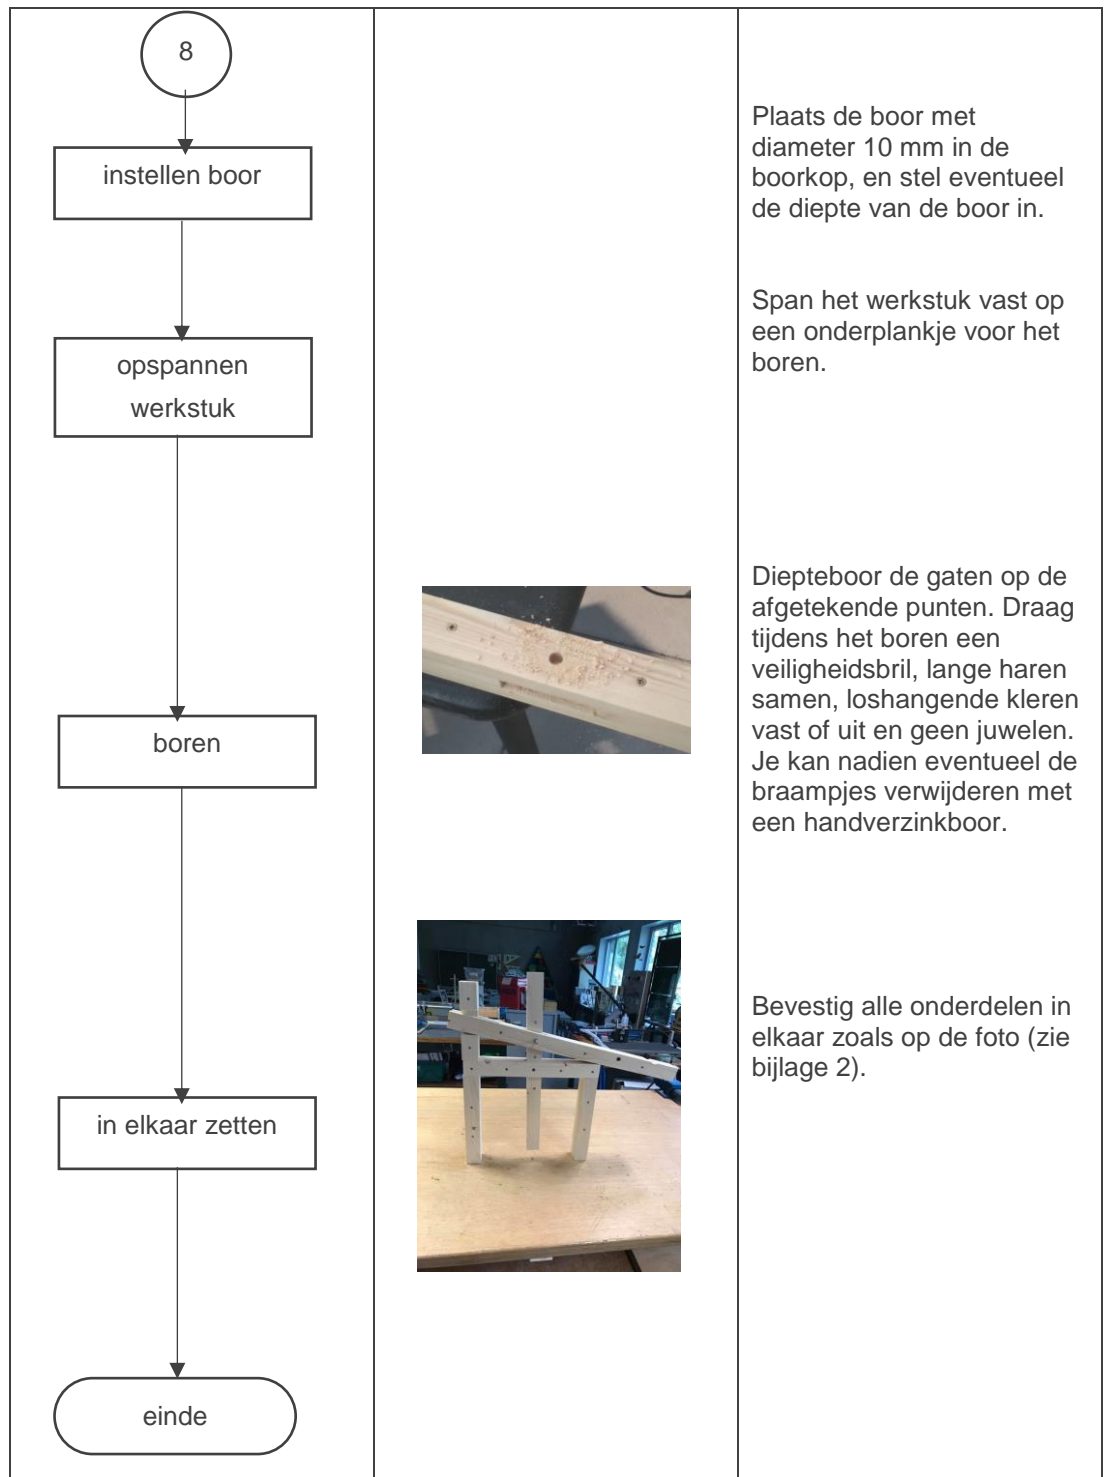 8
instellen boor
Plaats de boor met
diameter 10 mm in de
boorkop, en stel eventueel
de diepte van de boor in.
opspannen
werkstuk
Span het werkstuk vast op
een onderplankje voor het
boren.
boren
Diepteboor de gaten op de
afgetekende punten. Draag
tijdens het boren een
veiligheidsbril, lange haren
samen, loshangende kleren
vast of uit en geen juwelen.
Je kan nadien eventueel de
braampjes verwijderen met
een handverzinkboor.
in elkaar zetten
Bevestig alle onderdelen in
elkaar zoals op de foto (zie
bijlage 2).
einde